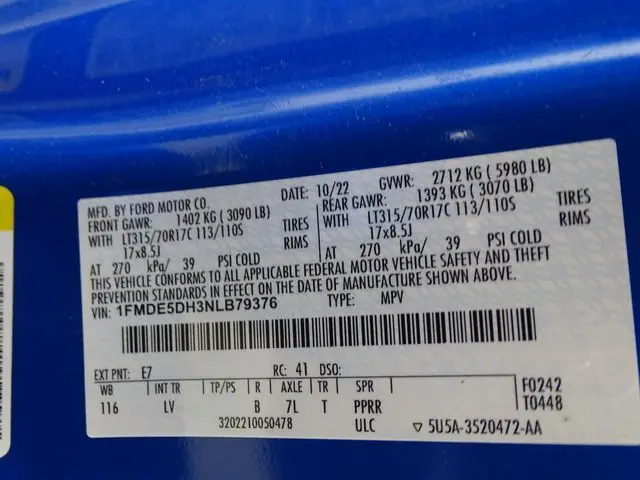 MFD. BY FORD MOTOR CO.
DATE: 10/22
GVWR: 2712 KG ( 5980 LB)
FRONT GAWR: 1402 KG ( 3090 LB)
REAR GAWR: 1393 KG ( 3070 LB)
WITH LT315/70R17C 113/110S TIRES
WITH LT315/70R17C 113/110S TIRES
17x8.5J RIMS
17x8.5J RIMS
AT 270 kPa/ 39 PSI COLD
AT 270 kPa/ 39 PSI COLD
THIS VEHICLE CONFORMS TO ALL APPLICABLE FEDERAL MOTOR VEHICLE SAFETY AND THEFT
PREVENTION STANDARDS IN EFFECT ON THE DATE OF MANUFACTURE SHOWN ABOVE.
VIN: 1FMDE5DH3NLB79376 TYPE: MPV
EXT PNT: E7 RC: 41 DSO:
WB INT TR TP/PS R AXLE TR SPR F0242
116 LV B 7L T PPRR T0448
3202210050478 ULC ▽ 5U5A-3520472-AA